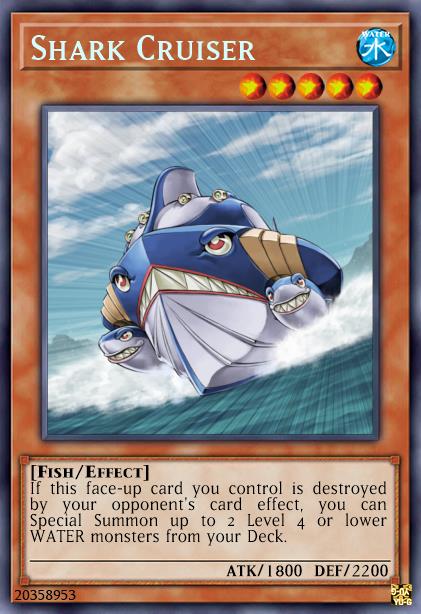 SHARK CRUISER
WATER
水
[FISH/EFFECT]
If this face-up card you control is destroyed
by your opponent's card effect, you can
Special Summon up to 2 Level 4 or lower
WATER monsters from your Deck.
ATK/1800 DEF/2200
20358953